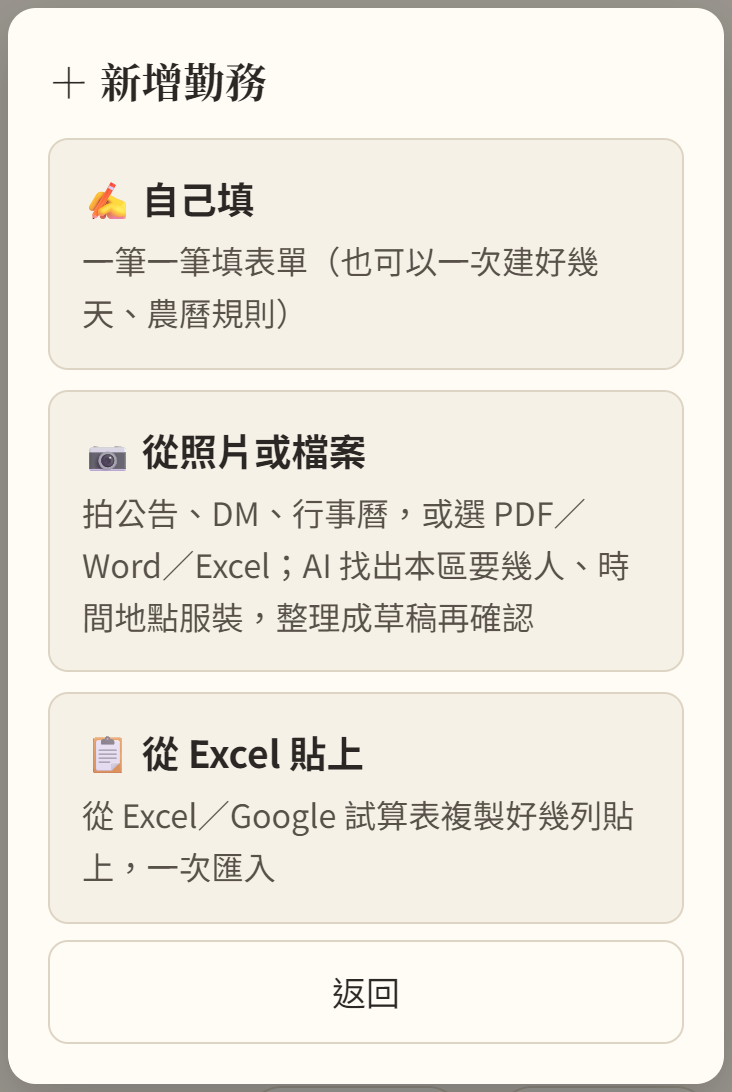 ＋ 新增勤務
✍️ 自己填
一筆一筆填表單（也可以一次建好幾
天、農曆規則）
📷 從照片或檔案
拍公告、DM、行事曆，或選 PDF／
Word／Excel；AI 找出本區要幾人、時
間地點服裝，整理成草稿再確認
📋 從 Excel 貼上
從 Excel／Google 試算表複製好幾列貼
上，一次匯入
返回